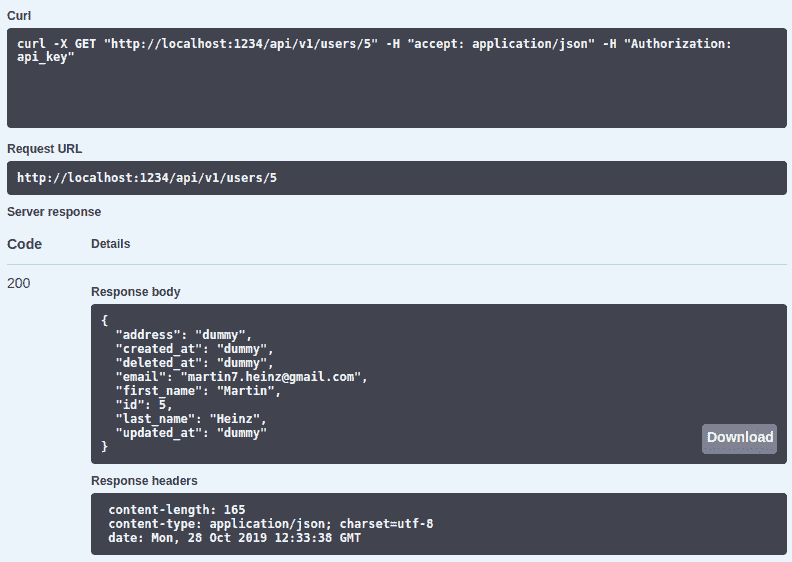 Curl
curl -X GET "http://localhost:1234/api/v1/users/5" -H "accept: application/json" -H "Authorization:
api_key"
Request URL
http://localhost:1234/api/v1/users/5
Server response
Code Details
200
Response body
{
  "address": "dummy",
  "created_at": "dummy",
  "deleted_at": "dummy",
  "email": "martin7.heinz@gmail.com",
  "first_name": "Martin",
  "id": 5,
  "last_name": "Heinz",
  "updated_at": "dummy"
}
Download
Response headers
content-length: 165
content-type: application/json; charset=utf-8
date: Mon, 28 Oct 2019 12:33:38 GMT